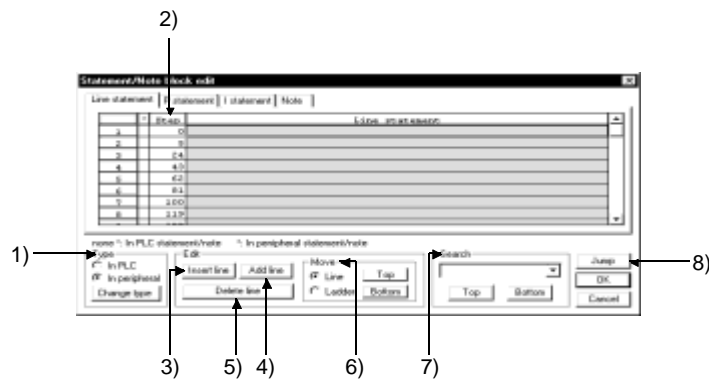 2)
Statement/Note block edit
Line statement P statement I statement Note
* Step Line statement
1 0
2 9
3 24
4 43
5 62
6 81
7 100
8 119
none *: In PLC statement/note *: In peripheral statement/note
1) Type Edit Move Search
In PLC Insert line Add line Line Top Jump 8)
In peripheral Ladder Bottom OK
Change type Delete line Top Bottom Cancel
3) 5) 4) 6) 7)